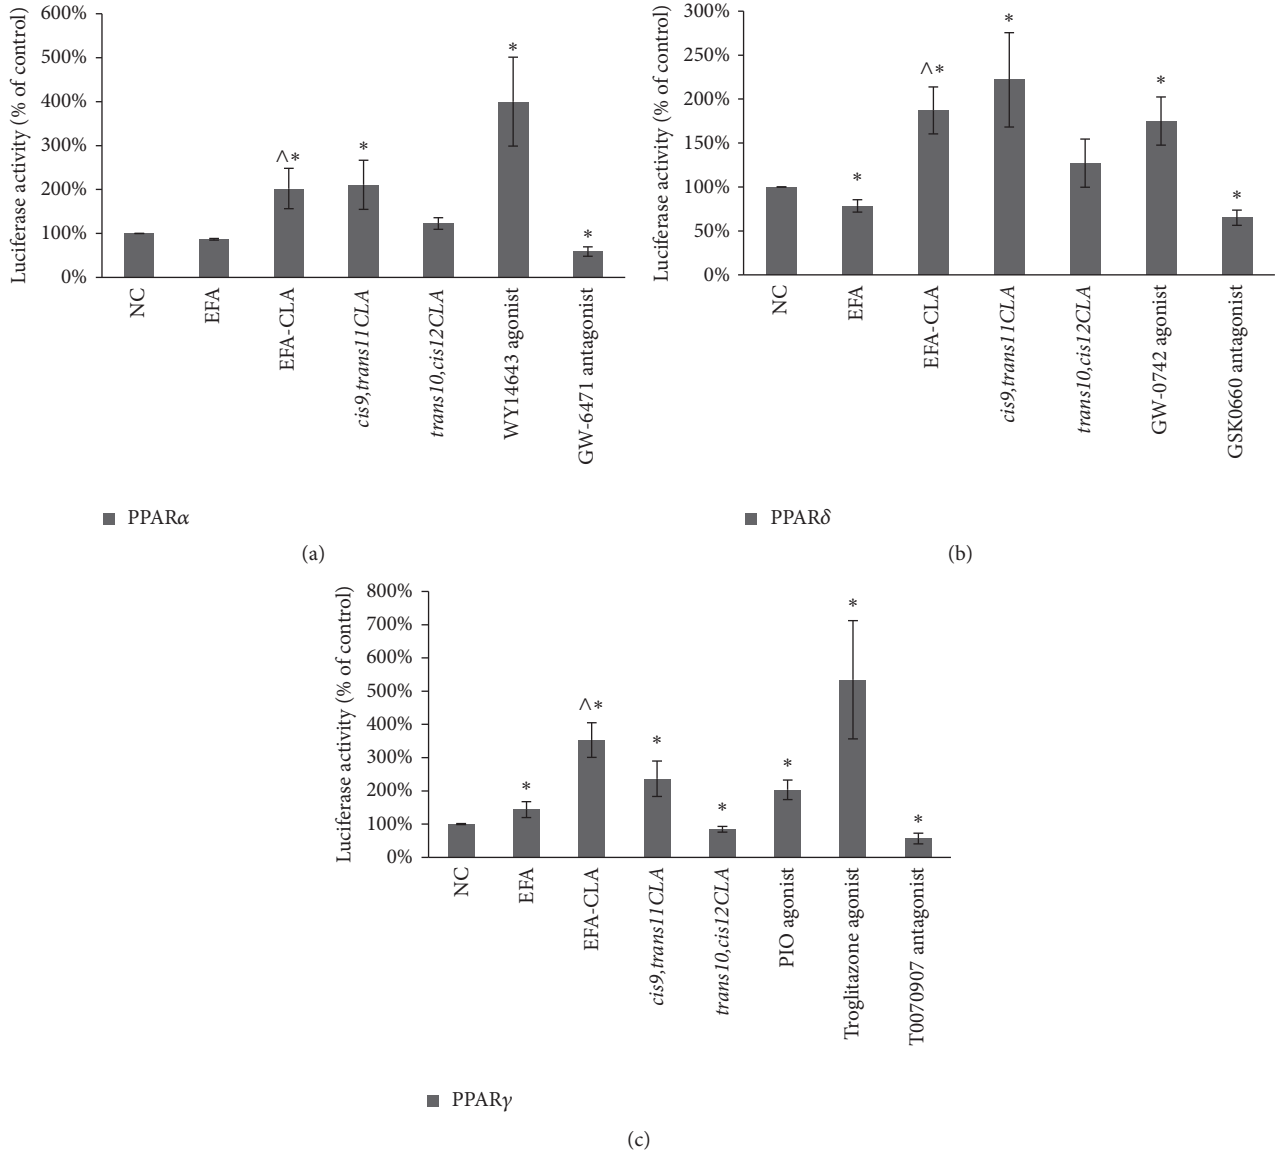 Luciferase activity (% of control)
600%
500%
400%
300%
200%
100%
0%
*
^*
*
*
NC
EFA
EFA-CLA
cis9,trans11CLA
trans10,cis12CLA
WY14643 agonist
GW-6471 antagonist
PPARα
(a)
Luciferase activity (% of control)
300%
250%
200%
150%
100%
50%
0%
*
^*
*
*
*
NC
EFA
EFA-CLA
cis9,trans11CLA
trans10,cis12CLA
GW-0742 agonist
GSK0660 antagonist
PPARδ
(b)
Luciferase activity (% of control)
800%
700%
600%
500%
400%
300%
200%
100%
0%
*
^*
*
*
*
*
*
NC
EFA
EFA-CLA
cis9,trans11CLA
trans10,cis12CLA
PIO agonist
Troglitazone agonist
T0070907 antagonist
PPARγ
(c)